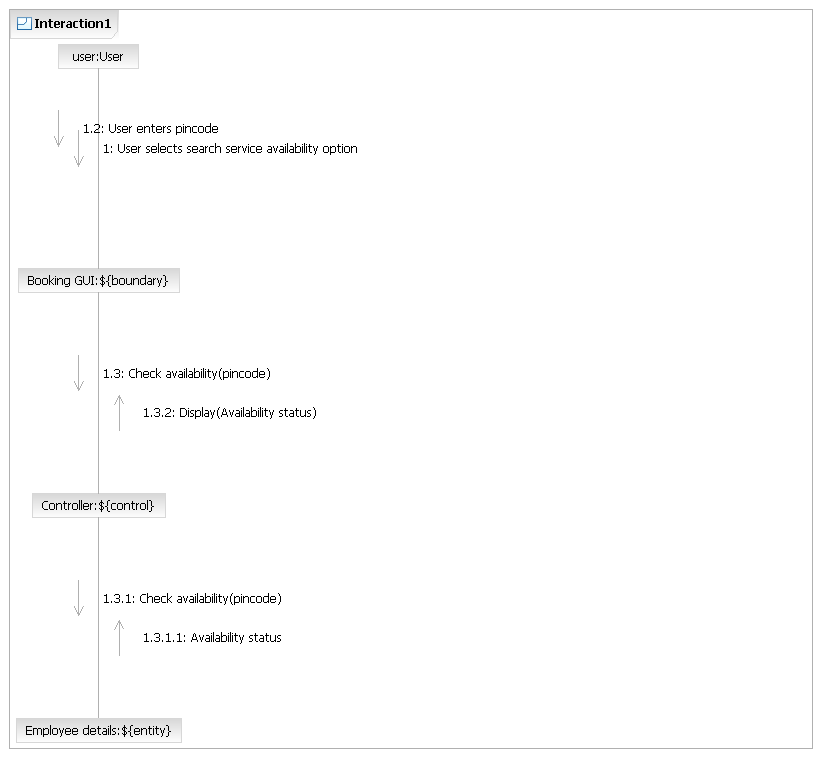 Interaction1
user:User
1.2: User enters pincode
1: User selects search service availability option
Booking GUI:${boundary}
1.3: Check availability(pincode)
1.3.2: Display(Availability status)
Controller:${control}
1.3.1: Check availability(pincode)
1.3.1.1: Availability status
Employee details:${entity}